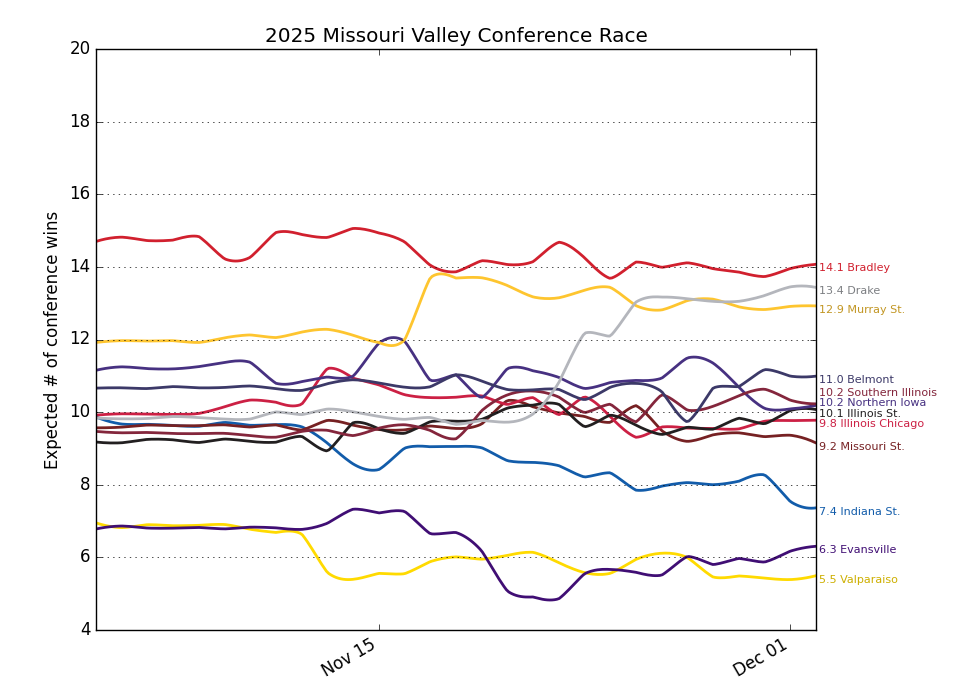 2025 Missouri Valley Conference Race
Expected # of conference wins
20
18
16
14
12
10
8
6
4
Nov 15
Dec 01
14.1 Bradley
13.4 Drake
12.9 Murray St.
11.0 Belmont
10.2 Southern Illinois
10.2 Northern Iowa
10.1 Illinois St.
9.8 Illinois Chicago
9.2 Missouri St.
7.4 Indiana St.
6.3 Evansville
5.5 Valparaiso